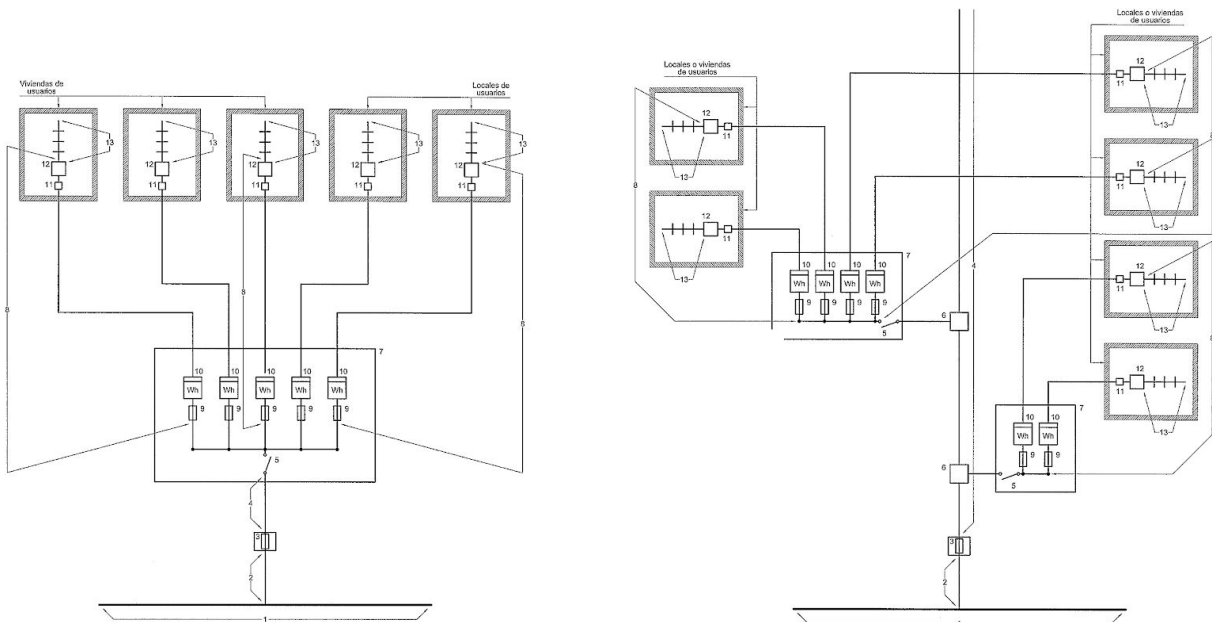 Viviendas de
usuarios
Locales de
usuarios
13 13 13 13 13
12 12 12 12 12
11 11 11 11 11
8
8
8
7
10 10 10 10 10
Wh Wh Wh Wh Wh
9 9 9 9 9
5
4
3
2
1
Locales o viviendas
de usuarios
Locales o viviendas
de usuarios
12
11
13
12
11
13
8
12
11
13
12
11
13
7
10 10 10 10
Wh Wh Wh Wh
9 9 9 9
5
6
4
12
11
13
12
11
13
7
10 10
Wh Wh
9 9
5
6
3
2